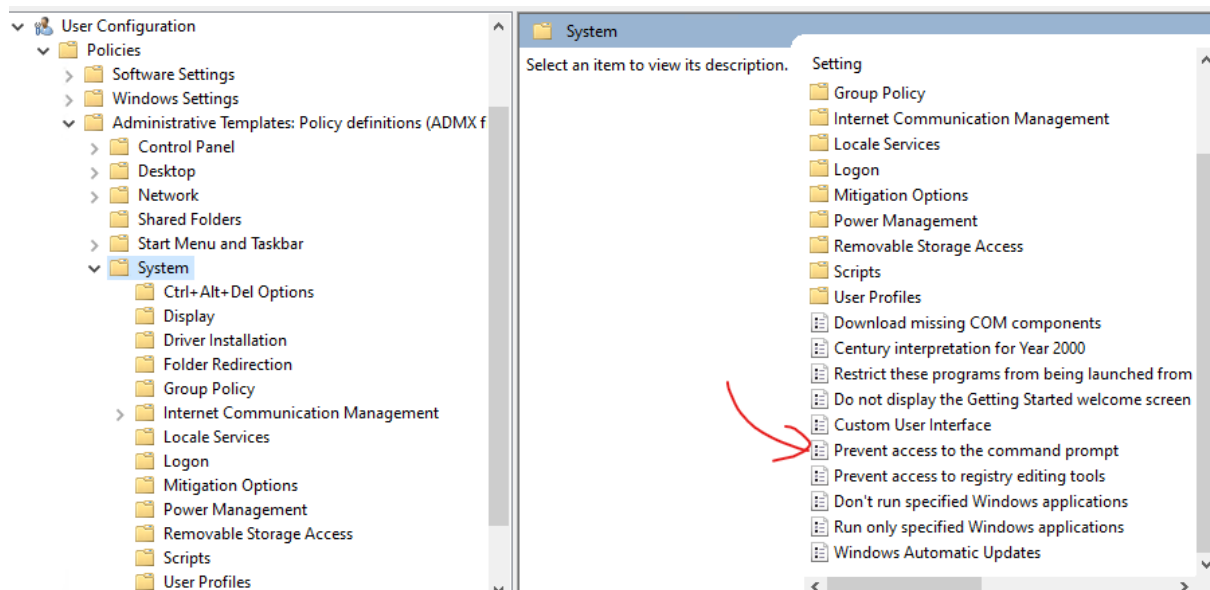 User Configuration
Policies
Software Settings
Windows Settings
Administrative Templates: Policy definitions (ADMX f
Control Panel
Desktop
Network
Shared Folders
Start Menu and Taskbar
System
Ctrl+Alt+Del Options
Display
Driver Installation
Folder Redirection
Group Policy
Internet Communication Management
Locale Services
Logon
Mitigation Options
Power Management
Removable Storage Access
Scripts
User Profiles
System
Select an item to view its description.
Setting
Group Policy
Internet Communication Management
Locale Services
Logon
Mitigation Options
Power Management
Removable Storage Access
Scripts
User Profiles
Download missing COM components
Century interpretation for Year 2000
Restrict these programs from being launched from
Do not display the Getting Started welcome screen
Custom User Interface
Prevent access to the command prompt
Prevent access to registry editing tools
Don't run specified Windows applications
Run only specified Windows applications
Windows Automatic Updates